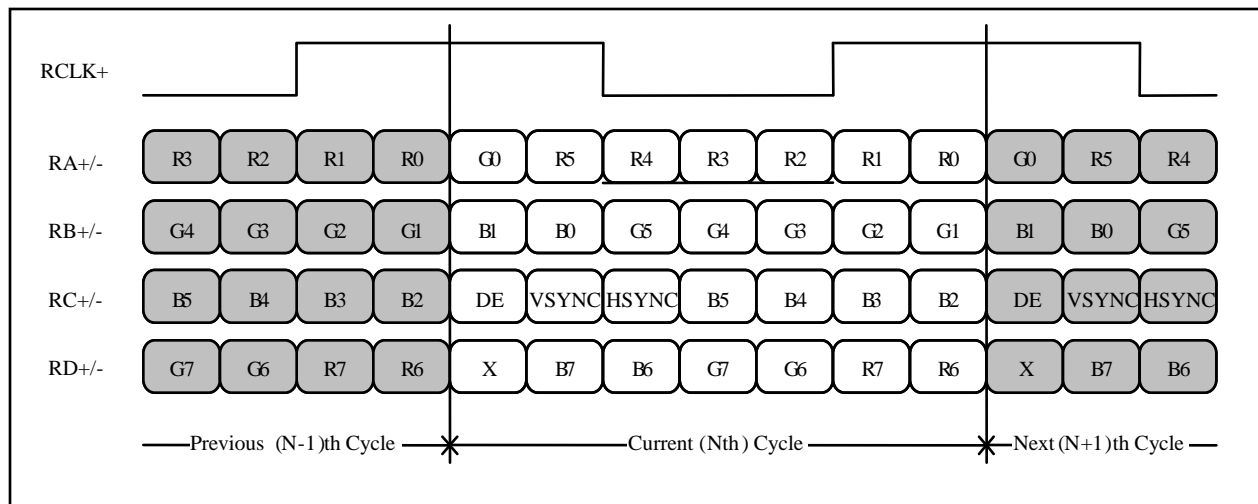 RCLK+
RA+/- R3 R2 R1 R0 G0 R5 R4 R3 R2 R1 R0 G0 R5 R4
RB+/- G4 G3 G2 G1 B1 B0 G5 G4 G3 G2 G1 B1 B0 G5
RC+/- B5 B4 B3 B2 DE VSYNC HSYNC B5 B4 B3 B2 DE VSYNC HSYNC
RD+/- G7 G6 R7 R6 X B7 B6 G7 G6 R7 R6 X B7 B6
Previous (N-1)th Cycle Current (Nth) Cycle Next (N+1)th Cycle